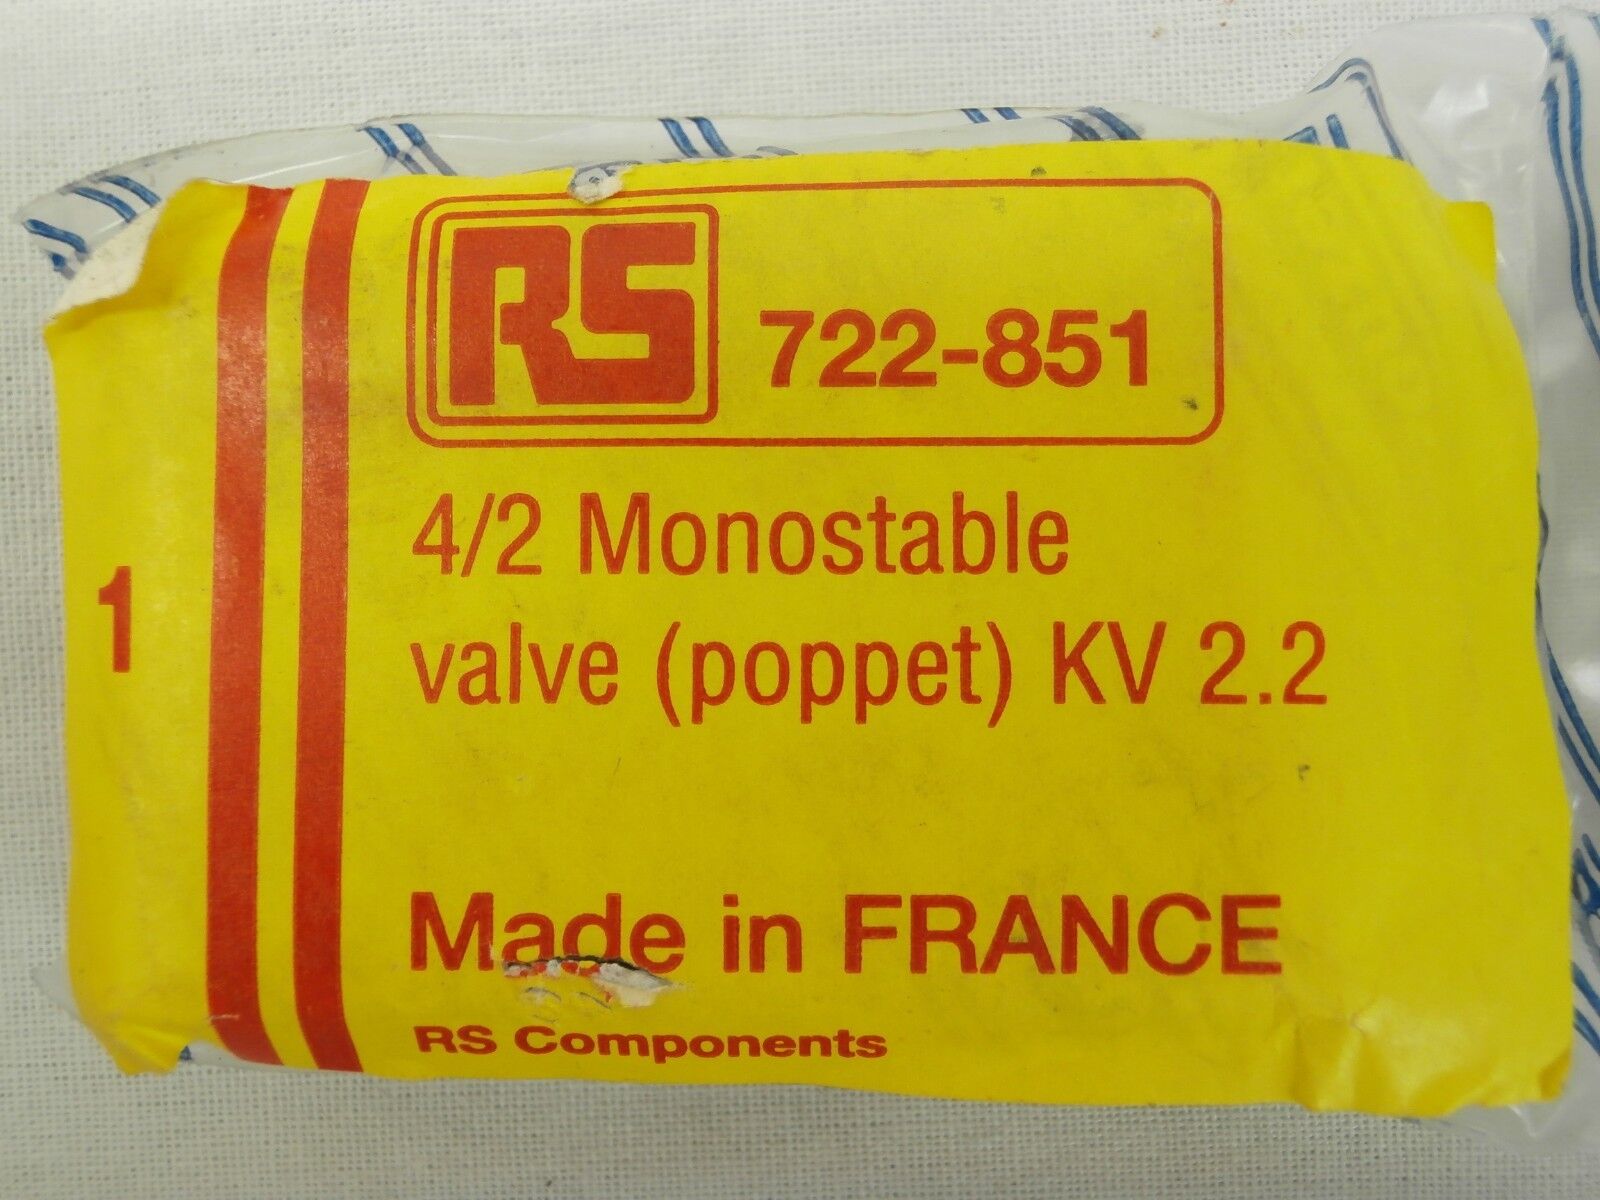 RS 722-851
4/2 Monostable
valve (poppet) KV 2.2
1
Made in FRANCE
RS Components